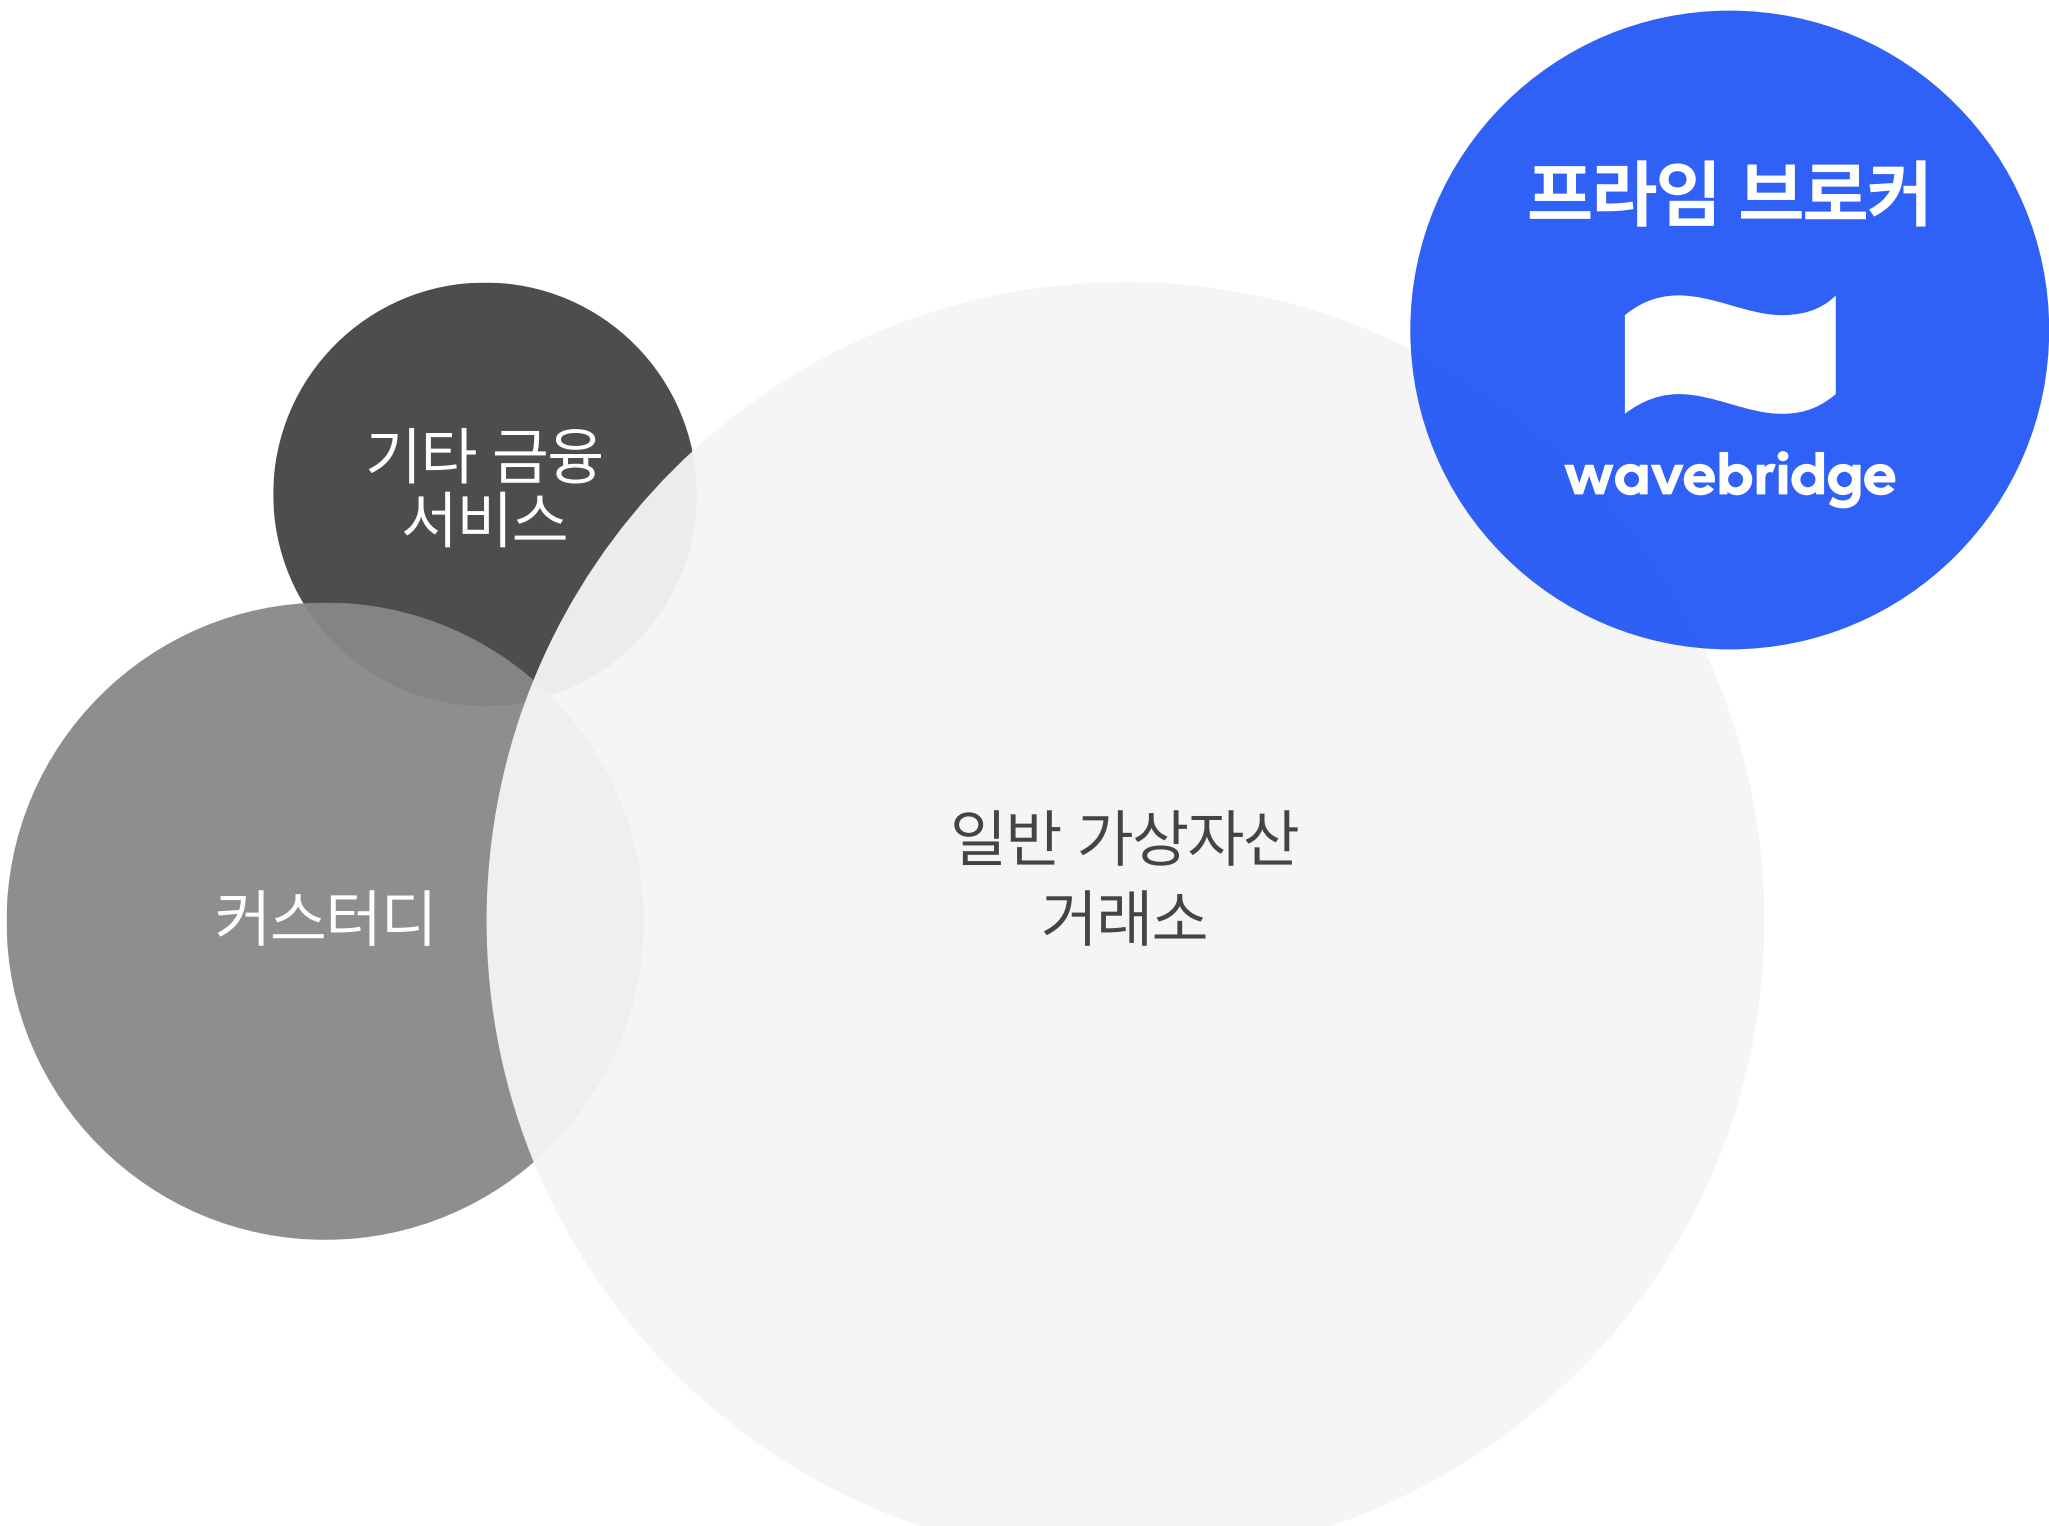 프라임 브로커
wavebridge
기타 금융
서비스
커스터디
일반 가상자산
거래소